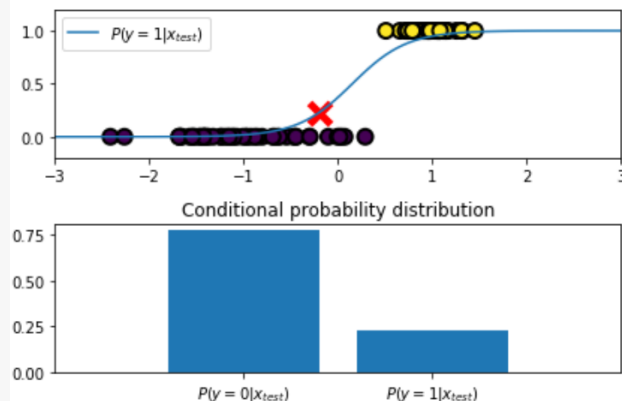 1.0
P(y = 1|x_test)
0.5
0.0
−3 −2 −1 0 1 2 3
Conditional probability distribution
0.75
0.50
0.25
0.00
P(y = 0|x_test) P(y = 1|x_test)